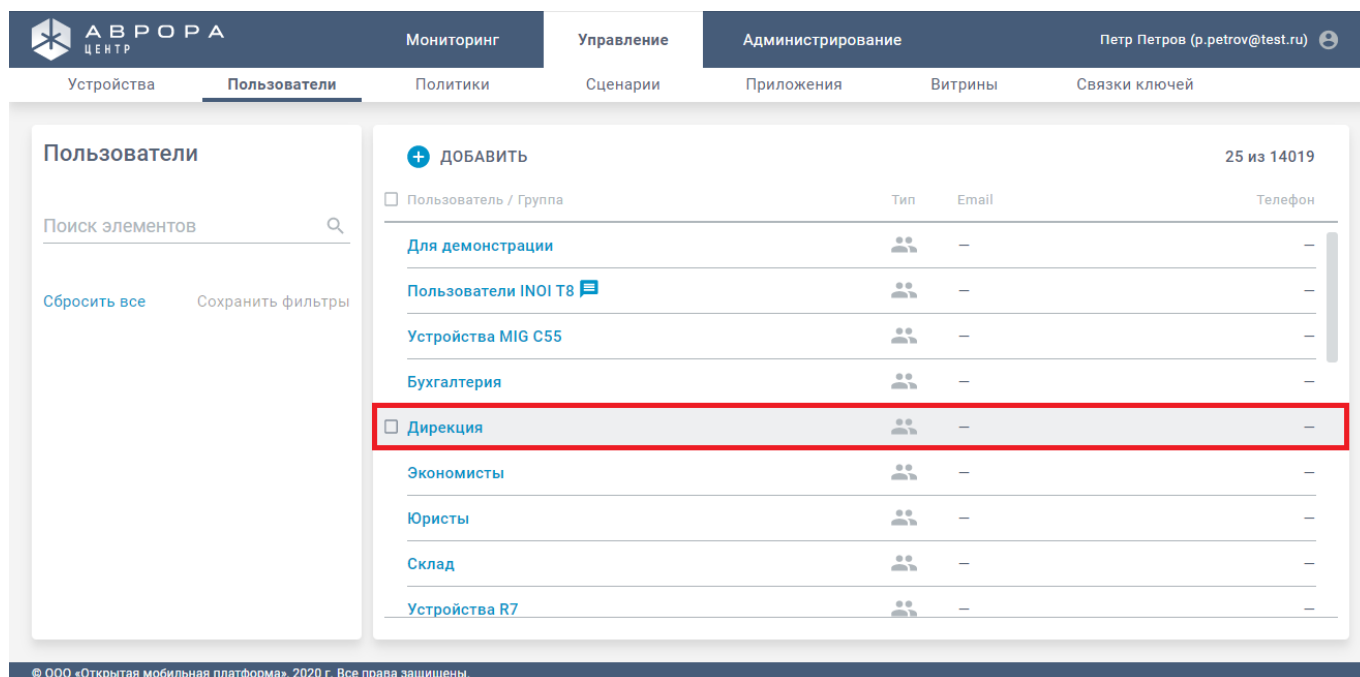 АВРОРА
ЦЕНТР
Мониторинг Управление Администрирование Петр Петров (p.petrov@test.ru)
Устройства Пользователи Политики Сценарии Приложения Витрины Связки ключей
Пользователи
Поиск элементов
Сбросить все Сохранить фильтры
ДОБАВИТЬ 25 из 14019
Пользователь / Группа Тип Email Телефон
Для демонстрации — —
Пользователи INOI T8 — —
Устройства MIG C55 — —
Бухгалтерия — —
Дирекция — —
Экономисты — —
Юристы — —
Склад — —
Устройства R7 — —
© ООО «Открытая мобильная платформа», 2020 г. Все права защищены.